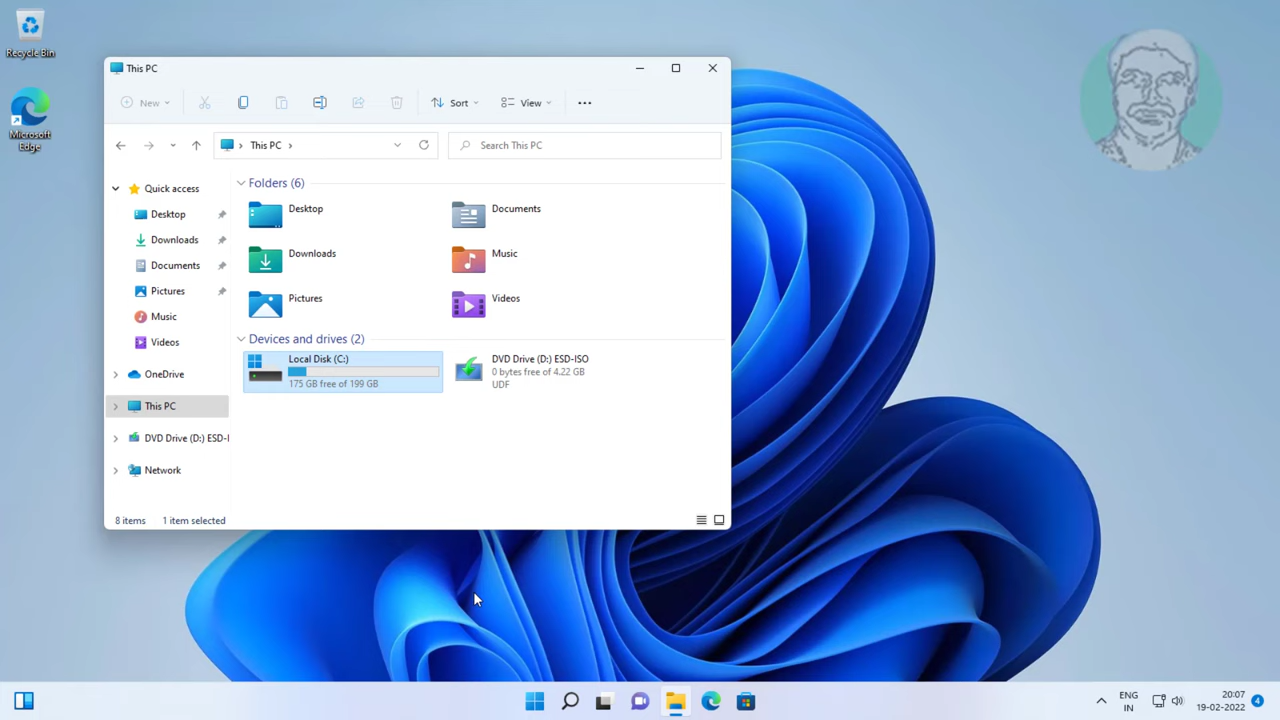 Recycle Bin
Microsoft
Edge
This PC
New
Sort
View
This PC
Search This PC
Quick access
Desktop
Downloads
Documents
Pictures
Music
Videos
OneDrive
This PC
DVD Drive (D:) ESD-I
Network
Folders (6)
Desktop
Documents
Downloads
Music
Pictures
Videos
Devices and drives (2)
Local Disk (C:)
175 GB free of 199 GB
DVD Drive (D:) ESD-ISO
0 bytes free of 4.22 GB
UDF
8 items
1 item selected
ENG
IN
20:07
19-02-2022
4